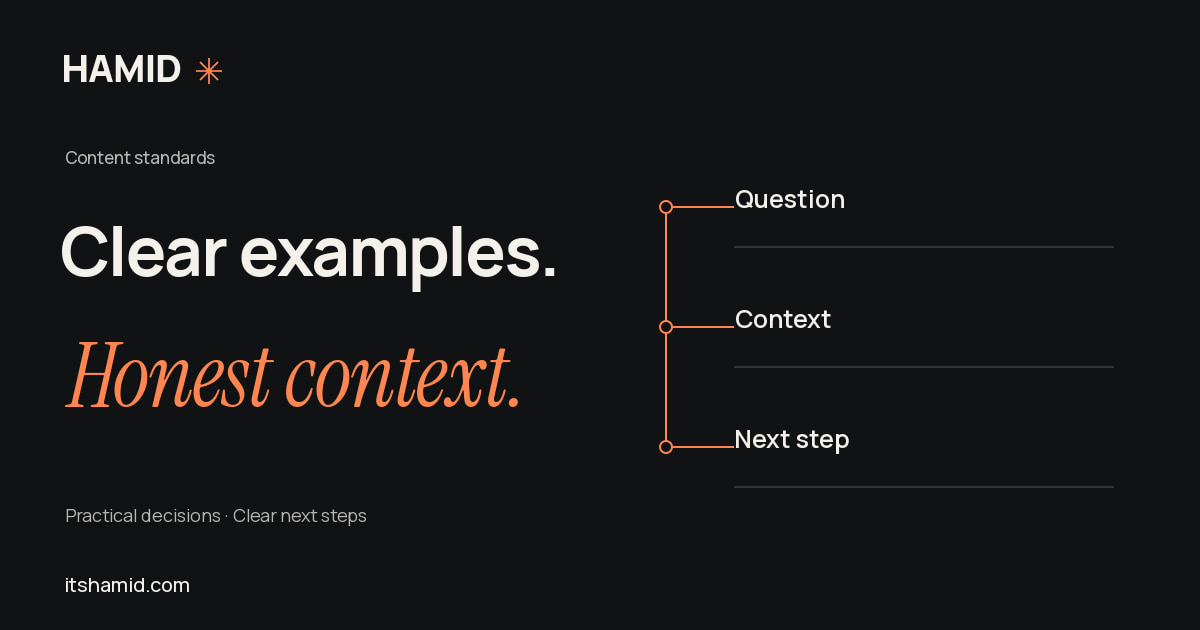 HAMID
Content standards
Clear examples.
Honest context.
Practical decisions · Clear next steps
itshamid.com
Question
Context
Next step